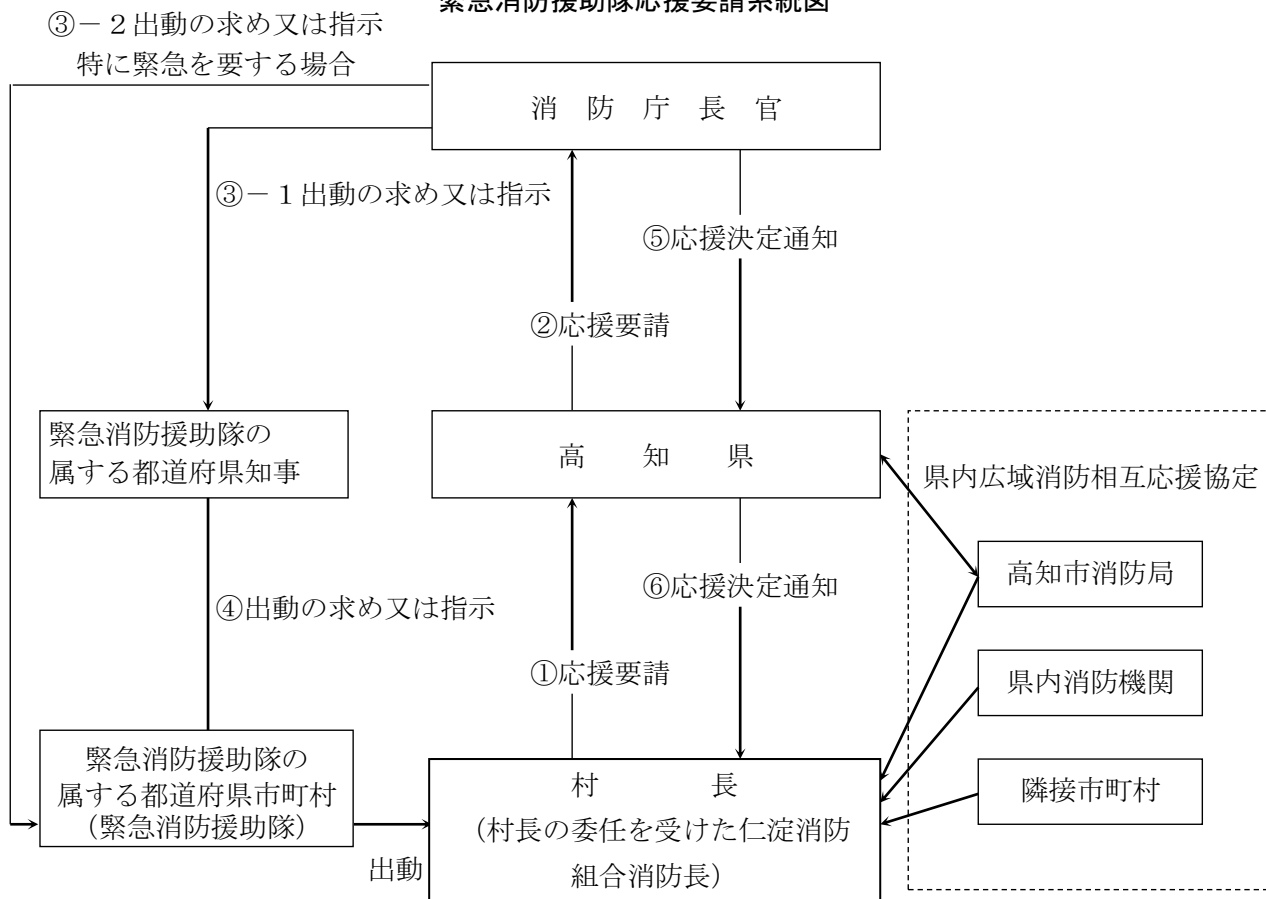 緊急消防援助隊応援要請系統図
③-2出動の求め又は指示
特に緊急を要する場合
消防庁長官
③-1出動の求め又は指示
⑤応援決定通知
②応援要請
緊急消防援助隊の
属する都道府県知事
高知県
県内広域消防相互応援協定
高知市消防局
④出動の求め又は指示
⑥応援決定通知
①応援要請
県内消防機関
緊急消防援助隊の
属する都道府県市町村
(緊急消防援助隊)
出動
村長
(村長の委任を受けた仁淀消防
組合消防長)
隣接市町村